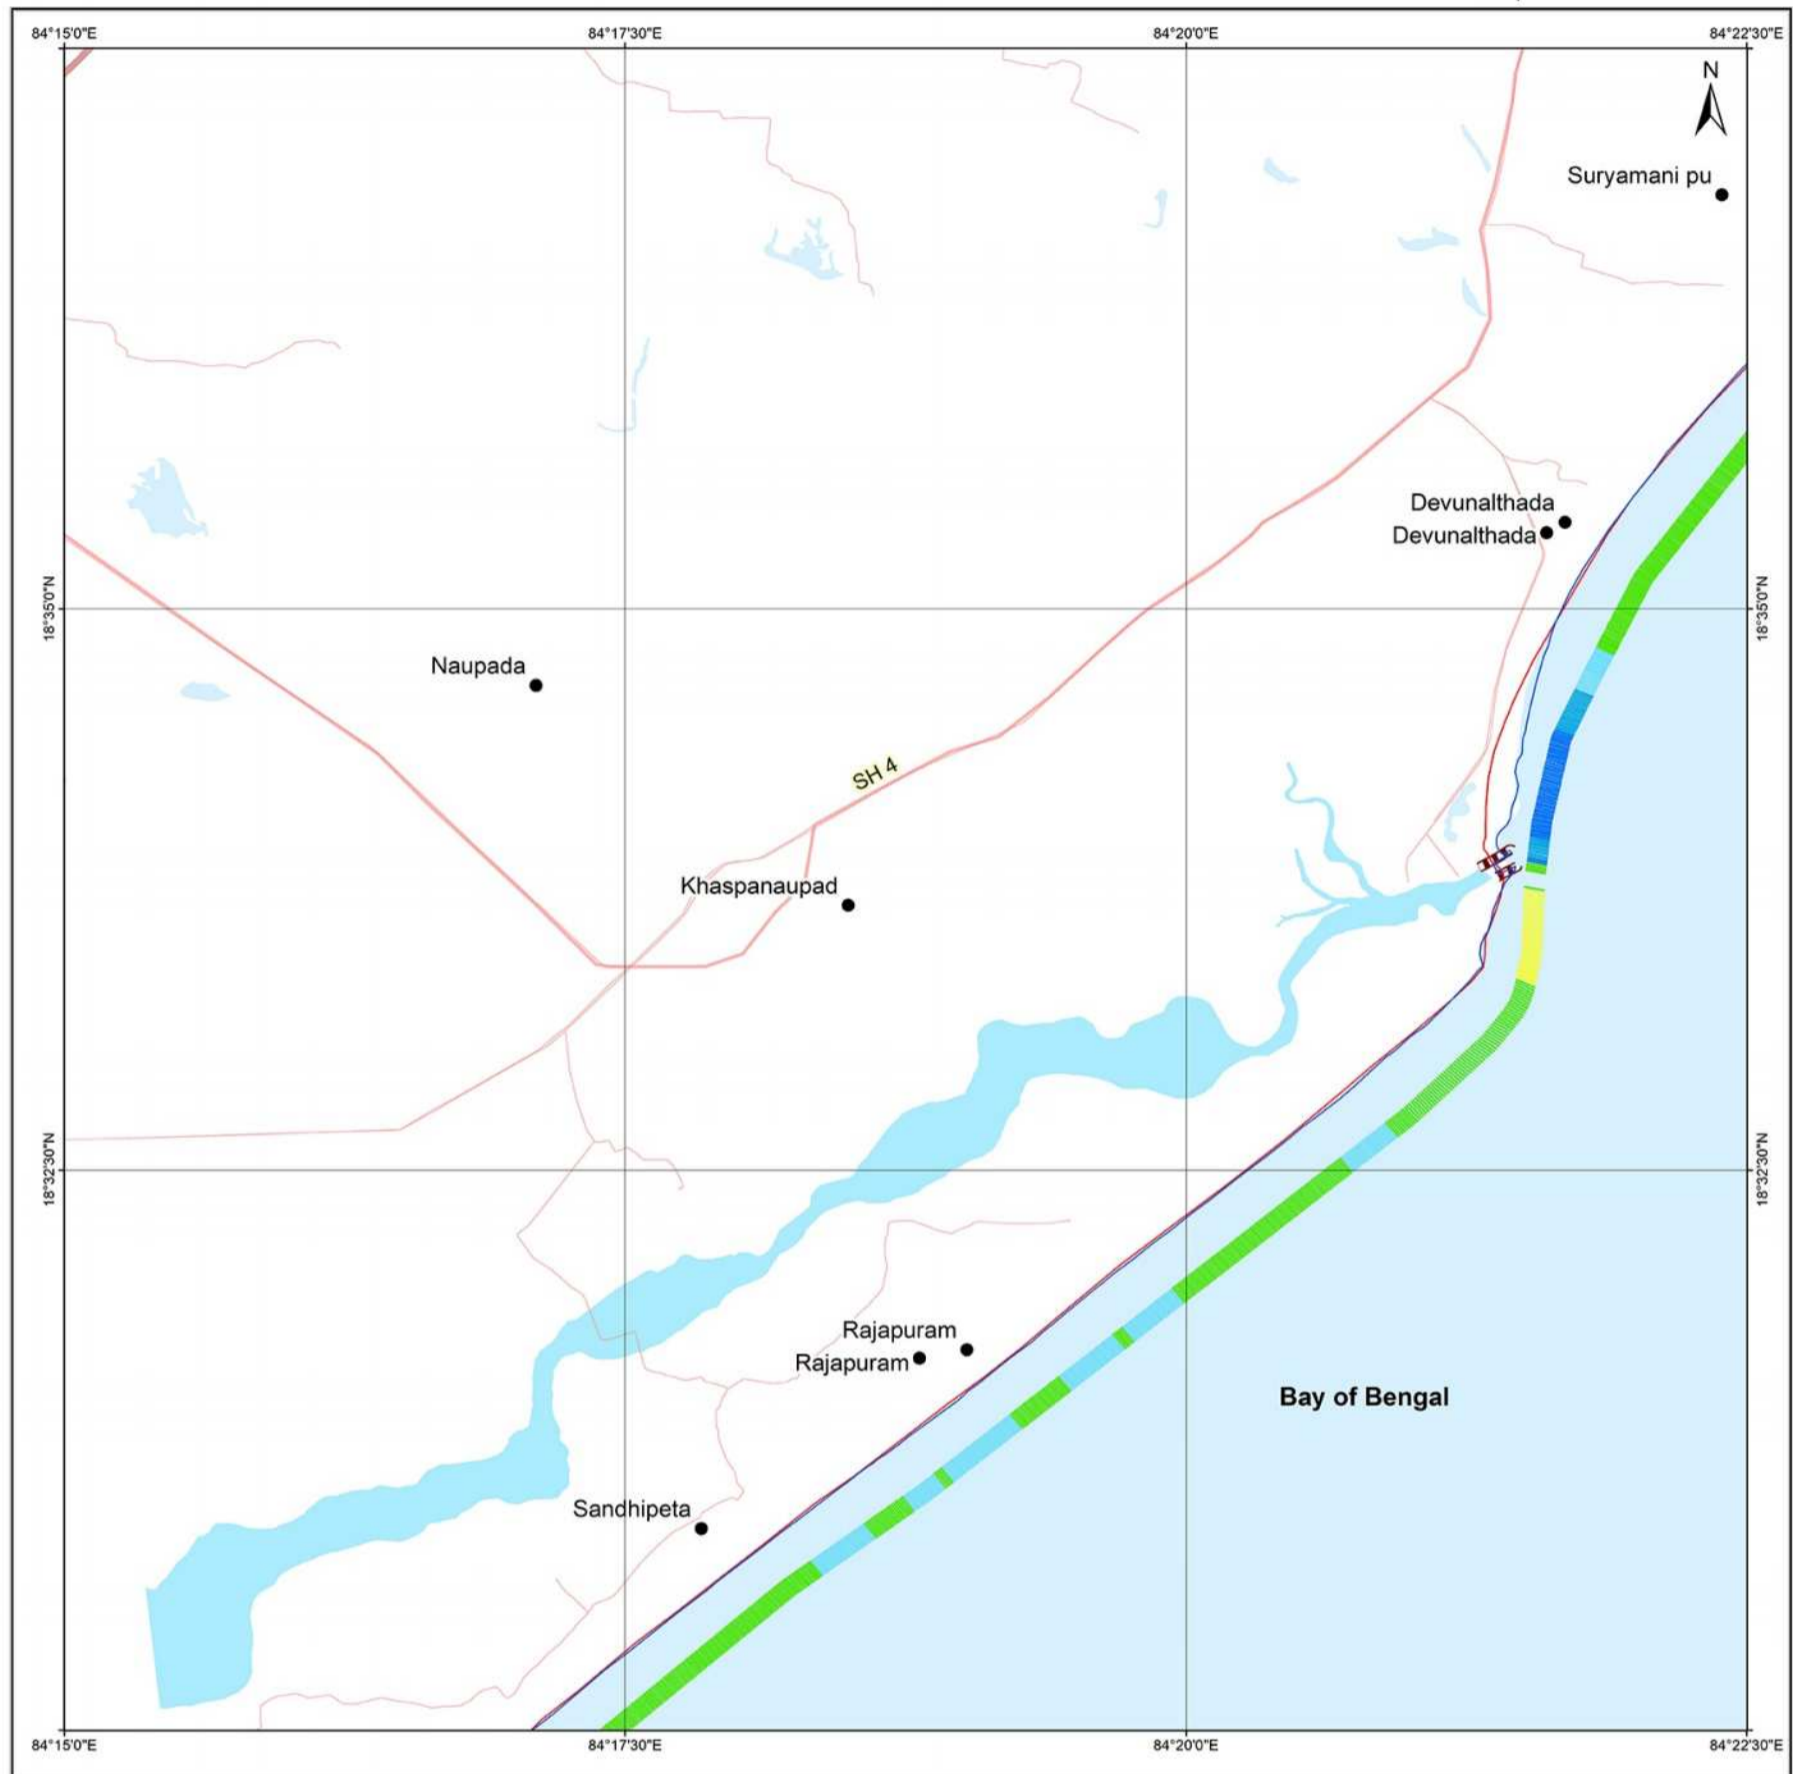 84°15'0"E
84°17'30"E
84°20'0"E
84°22'30"E
N
Suryamani pu
Devunalthada
Devunalthada
18°35'0"N
18°35'0"N
Naupada
SH 4
Khaspanaupad
18°32'30"N
18°32'30"N
Rajapuram
Rajapuram
Bay of Bengal
Sandhipeta
84°15'0"E
84°17'30"E
84°20'0"E
84°22'30"E